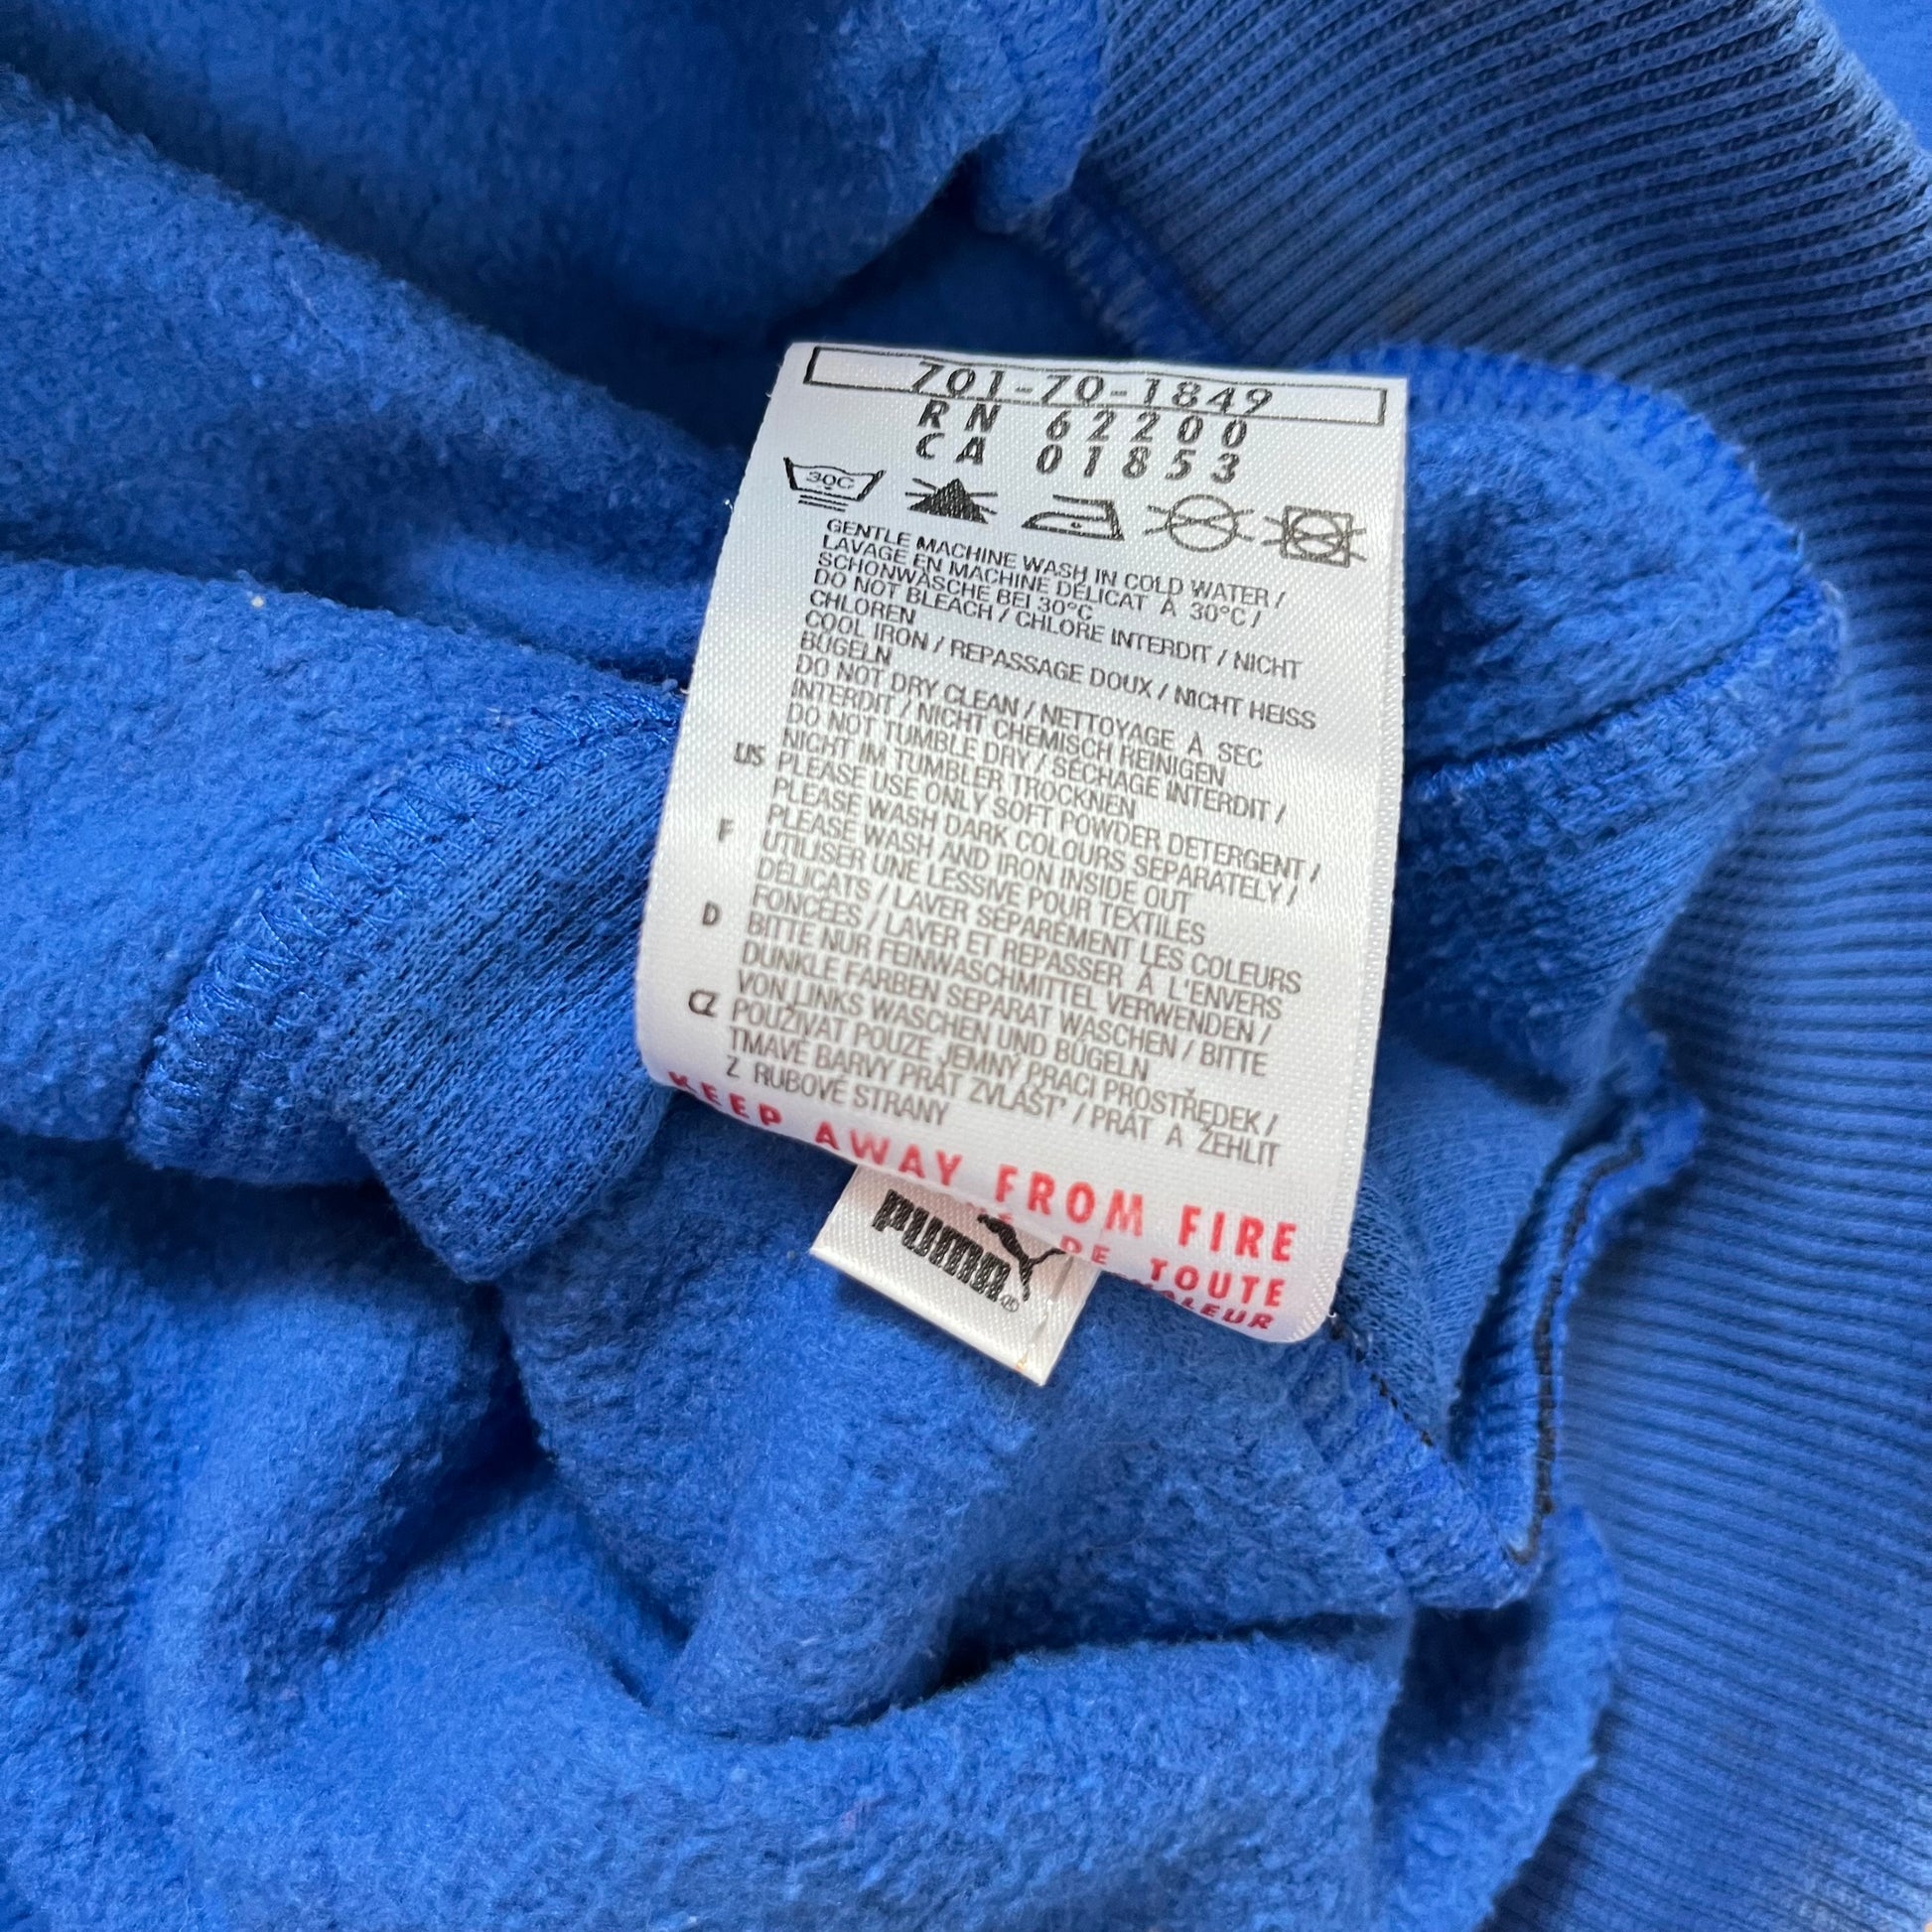 701-70-1849
RN 62200
CA 01853
30C
GENTLE MACHINE WASH IN COLD WATER /
LAVAGE EN MACHINE DÉLICAT À 30°C /
SCHONWÄSCHE BEI 30°C
DO NOT BLEACH / CHLORE INTERDIT / NICHT
CHLOREN
COOL IRON / REPASSAGE DOUX / NICHT HEISS
BÜGELN
DO NOT DRY CLEAN / NETTOYAGE À SEC
INTERDIT / NICHT CHEMISCH REINIGEN
DO NOT TUMBLE DRY / SÉCHAGE INTERDIT /
NICHT IM TUMBLER TROCKNEN
US PLEASE USE ONLY SOFT POWDER DETERGENT /
PLEASE WASH DARK COLOURS SEPARATELY /
PLEASE WASH AND IRON INSIDE OUT
F UTILISER UNE LESSIVE POUR TEXTILES
DÉLICATS / LAVER SÉPARÉMENT LES COULEURS
FONCÉES / LAVER ET REPASSER À L'ENVERS
D BITTE NUR FEINWASCHMITTEL VERWENDEN /
DUNKLE FARBEN SEPARAT WASCHEN / BITTE
VON LINKS WASCHEN UND BÜGELN
CZ POUŽIVAT POUZE JEMNÝ PRACI PROSTŘEDEK /
TMAVÉ BARVY PRÁT ZVLÁŠT' / PRÁT A ŽEHLIT
Z RUBOVÉ STRANY
KEEP AWAY FROM FIRE
DE TOUTE
PUMA®